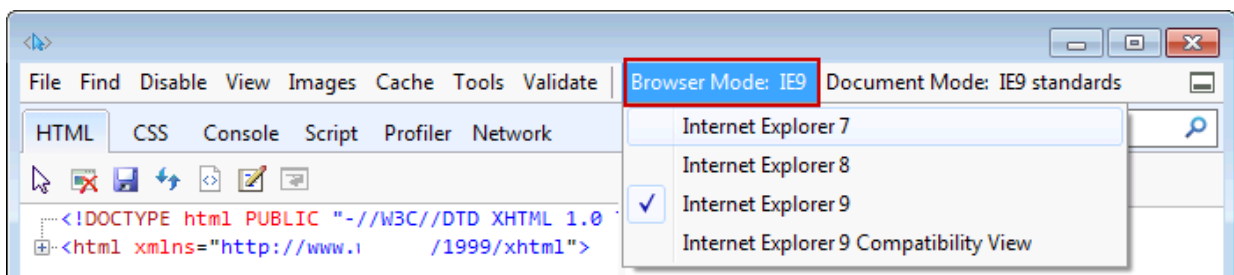 File Find Disable View Images Cache Tools Validate Browser Mode: IE9 Document Mode: IE9 standards
HTML CSS Console Script Profiler Network
Internet Explorer 7
Internet Explorer 8
Internet Explorer 9
Internet Explorer 9 Compatibility View
<!DOCTYPE html PUBLIC "-//W3C//DTD XHTML 1.0
<html xmlns="http://www. /1999/xhtml">